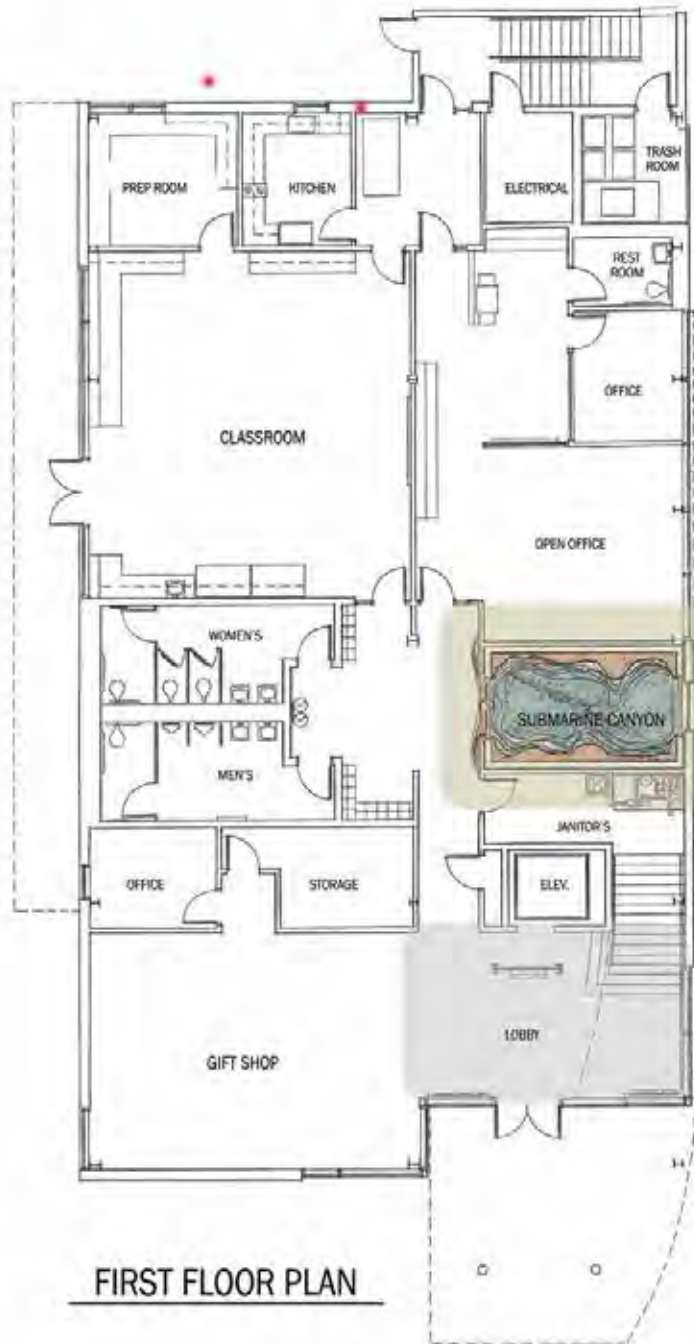 TRASH
ROOM
PREP ROOM
KITCHEN
ELECTRICAL
REST
ROOM
OFFICE
CLASSROOM
OPEN OFFICE
WOMEN'S
SUBMARINE CANYON
MEN'S
JANITOR'S
OFFICE
STORAGE
ELEV.
LOBBY
GIFT SHOP
FIRST FLOOR PLAN